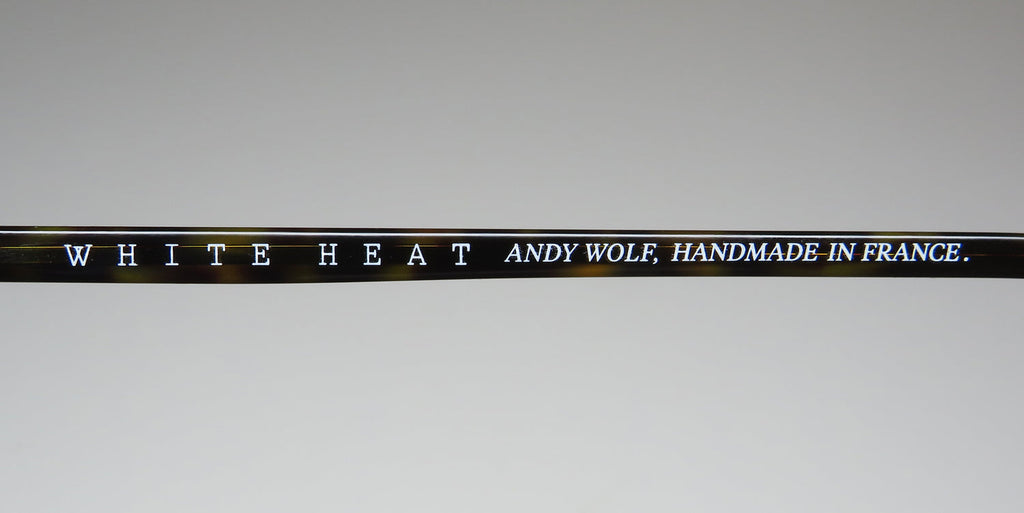 WHITE HEAT ANDY WOLF, HANDMADE IN FRANCE.